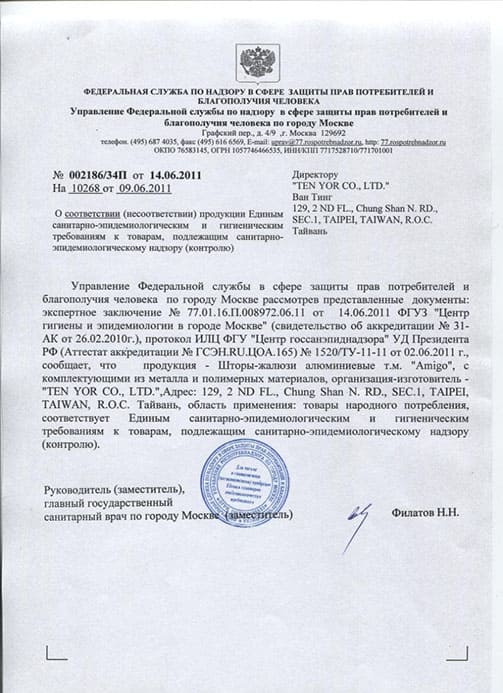 ФЕДЕРАЛЬНАЯ СЛУЖБА ПО НАДЗОРУ В СФЕРЕ ЗАЩИТЫ ПРАВ ПОТРЕБИТЕЛЕЙ И
БЛАГОПОЛУЧИЯ ЧЕЛОВЕКА
Управление Федеральной службы по надзору в сфере защиты прав потребителей и
благополучия человека по городу Москве
Графский пер., д. 4/9 ,г. Москва 129692
телефон. (495) 687 4035, факс (495) 616 6569, E-mail: uprav@77.rospotrebnadzor.ru, http: 77.rospotrebnadzor.ru
ОКПО 76583145, ОГРН 1057746466535, ИНН/КПП 7717528710/771701001
№ 002186/34П от 14.06.2011
На 10268 от 09.06.2011
Директору
"TEN YOR CO., LTD."
Ван Тинг
129, 2 ND FL., Chung Shan N. RD.,
SEC.1, TAIPEI, TAIWAN, R.O.C.
Тайвань
О соответствии (несоответствии) продукции Единым
санитарно-эпидемиологическим и гигиеническим
требованиям к товарам, подлежащим санитарно-
эпидемиологическому надзору (контролю)
Управление Федеральной службы в сфере защиты прав потребителей и
благополучия человека по городу Москве рассмотрев представленные документы:
экспертное заключение № 77.01.16.П.008972.06.11 от 14.06.2011 ФГУЗ "Центр
гигиены и эпидемиологии в городе Москве" (свидетельство об аккредитации № 31-
АК от 26.02.2010г.), протокол ИЛЦ ФГУ "Центр госсанэпиднадзора" УД Президента
РФ (Аттестат аккредитации № ГСЭН.RU.ЦОА.165) № 1520/ТУ-11-11 от 02.06.2011 г.,
сообщает, что продукция - Шторы-жалюзи алюминиевые т.м. "Amigo", с
комплектующими из металла и полимерных материалов, организация-изготовитель -
"TEN YOR CO., LTD.",Адрес: 129, 2 ND FL., Chung Shan N. RD., SEC.1, TAIPEI,
TAIWAN, R.O.C. Тайвань, область применения: товары народного потребления,
соответствует Единым санитарно-эпидемиологическим и гигиеническим
требованиям к товарам, подлежащим санитарно-эпидемиологическому надзору
(контролю).
Руководитель (заместитель),
главный государственный
санитарный врач по городу Москве (заместитель)
Филатов Н.Н.